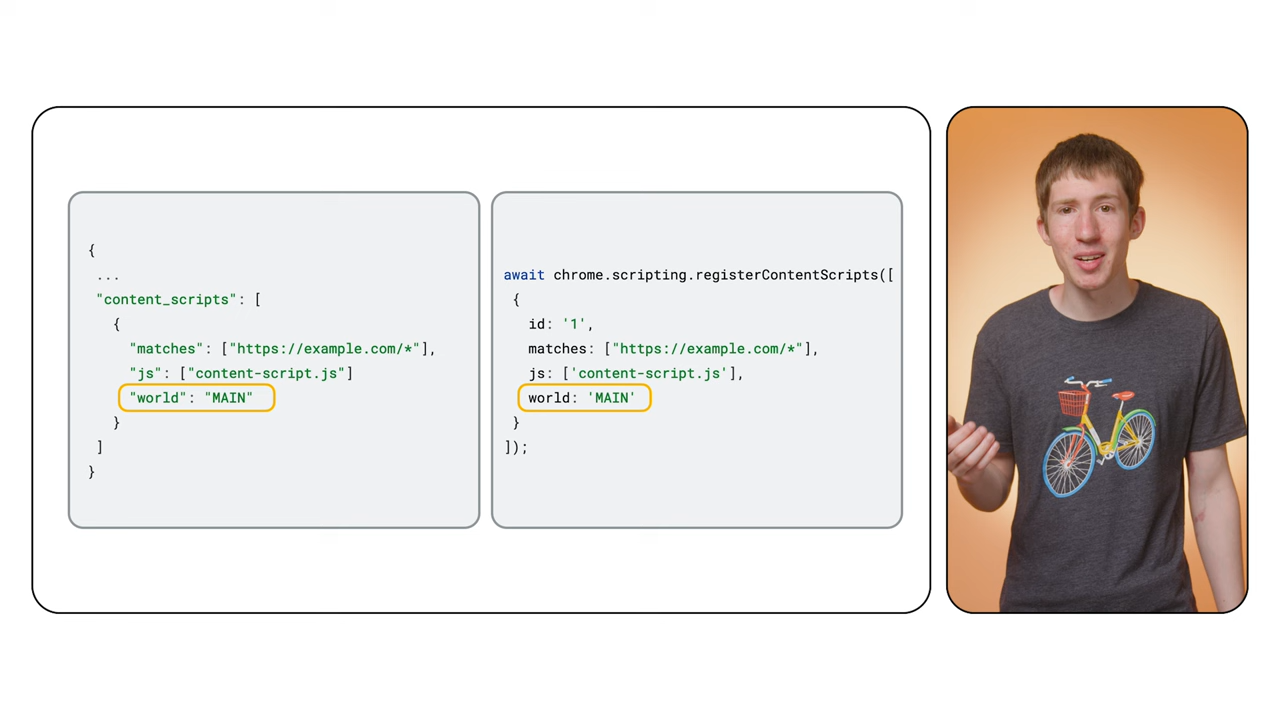 {
...
"content_scripts": [
{
"matches": ["https://example.com/*"],
"js": ["content-script.js"]
"world": "MAIN"
}
]
}
await chrome.scripting.registerContentScripts([
{
id: '1',
matches: ["https://example.com/*"],
js: ['content-script.js'],
world: 'MAIN'
}
]);